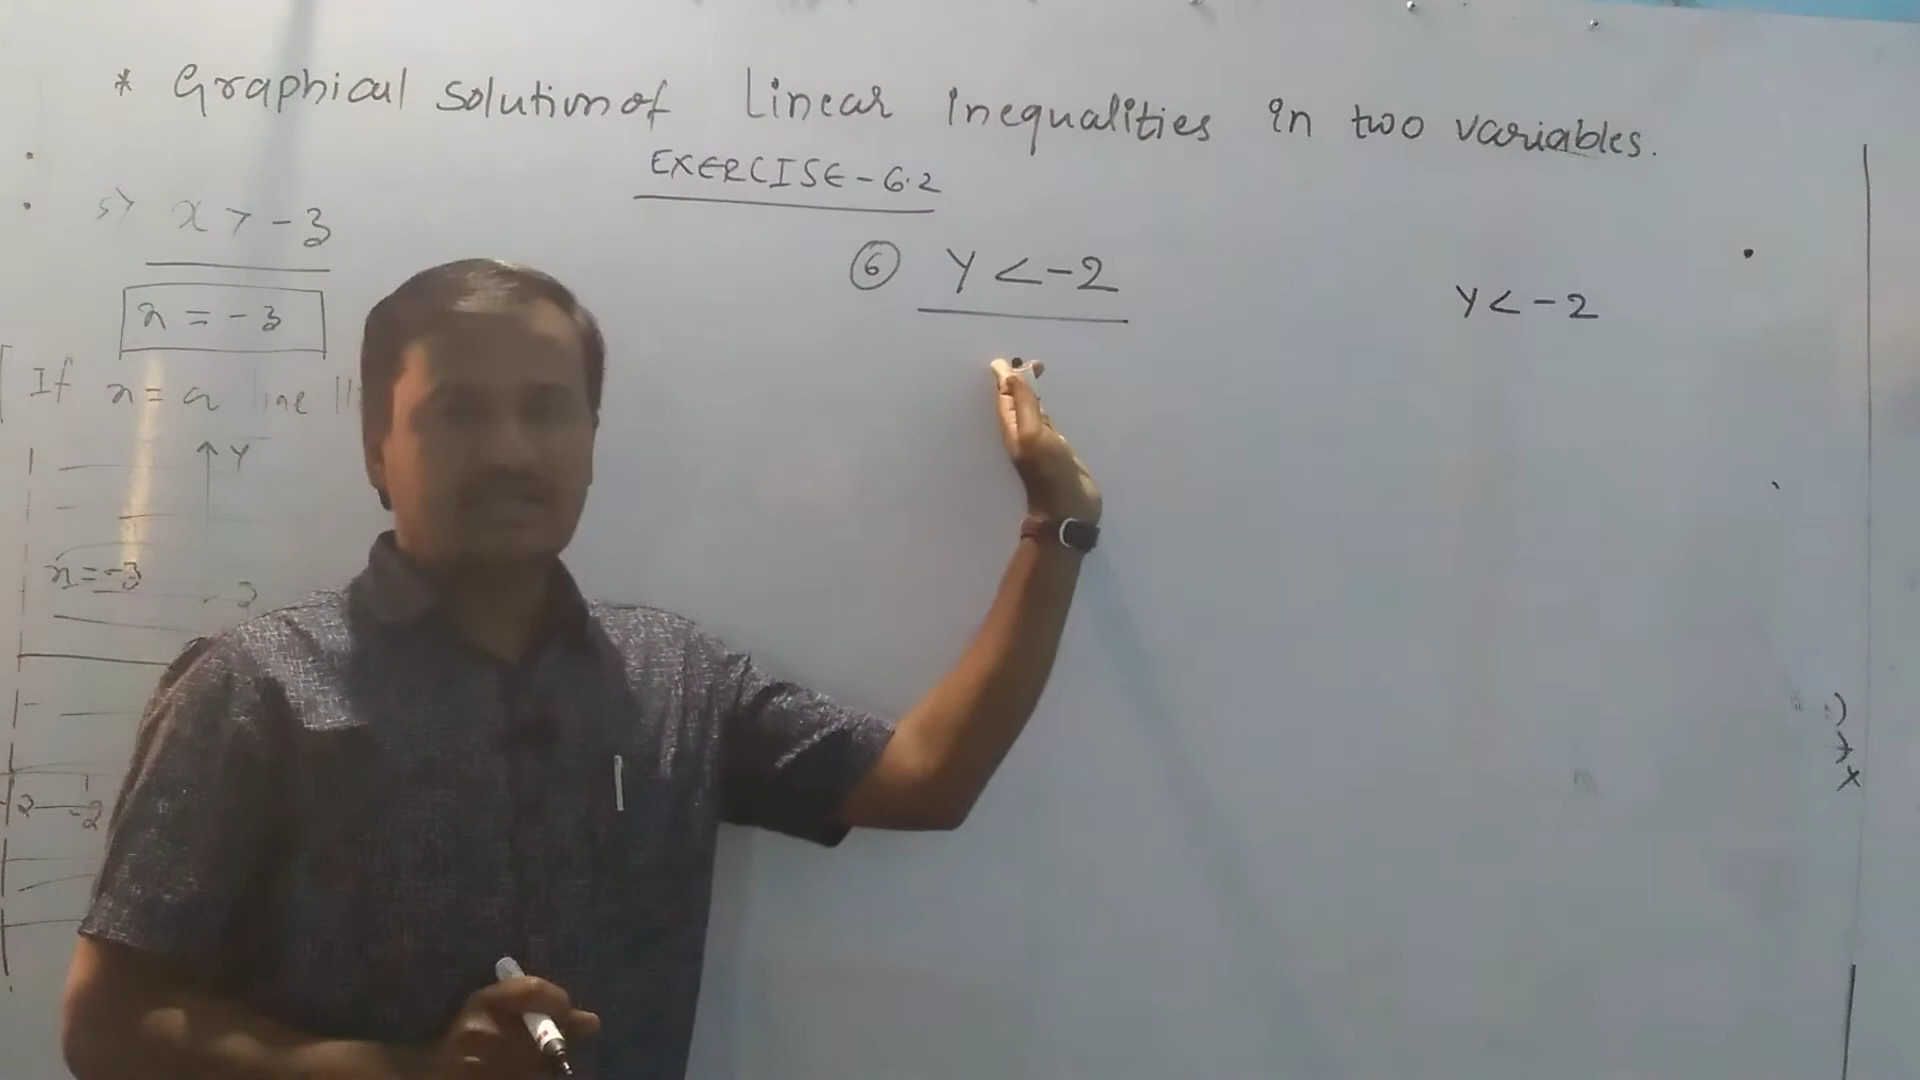 * Graphical solution of Linear inequalities in two variables.
EXERCISE - 6.2
5) x > -3
x = -3
If x = a line ||
Y
x = -3
-2
⑥ Y < -2
Y < -2